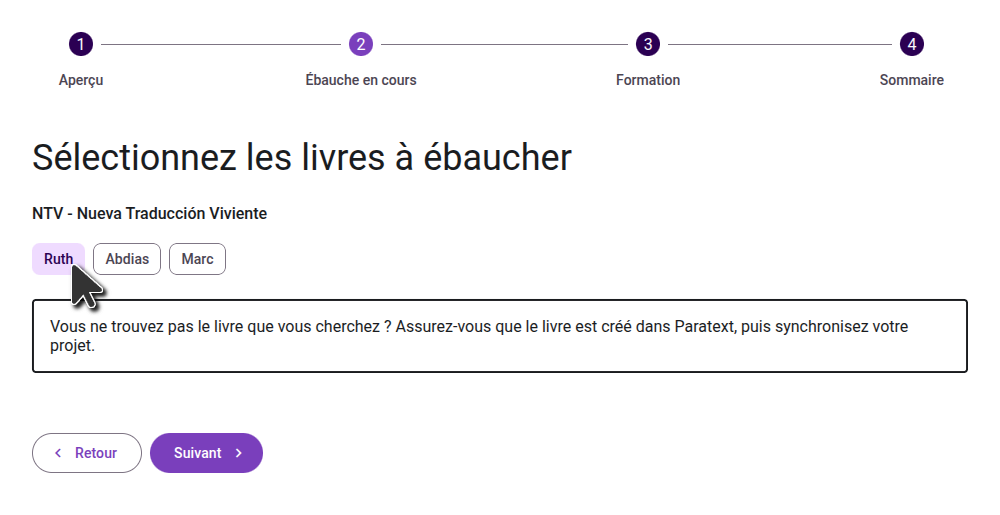 1
2
3
4
Aperçu
Ébauche en cours
Formation
Sommaire
Sélectionnez les livres à ébaucher
NTV - Nueva Traducción Viviente
Ruth
Abdias
Marc
Vous ne trouvez pas le livre que vous cherchez ? Assurez-vous que le livre est créé dans Paratext, puis synchronisez votre
projet.
Retour
Suivant